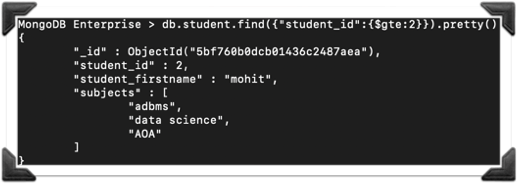 MongoDB Enterprise > db.student.find({"student_id":{$gte:2}}).pretty()
{
"_id" : ObjectId("5bf760b0dcb01436c2487aea"),
"student_id" : 2,
"student_firstname" : "mohit",
"subjects" : [
"adbms",
"data science",
"AOA"
]
}